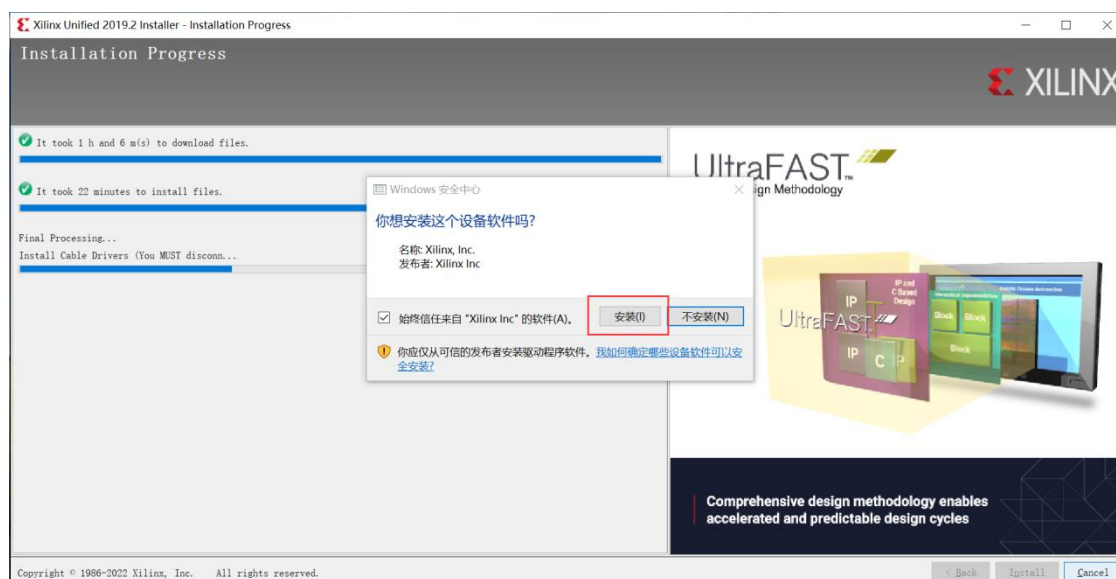 Xilinx Unified 2019.2 Installer - Installation Progress
Installation Progress
XILINX
It took 1 h and 6 m(s) to download files.
It took 22 minutes to install files.
Final Processing...
Install Cable Drivers (You MUST disconn...
Windows 安全中心
你想安装这个设备软件吗?
名称: Xilinx, Inc.
发布者: Xilinx Inc
始终信任来自 "Xilinx Inc" 的软件(A)。
安装(I)
不安装(N)
你应仅从可信的发布者安装驱动程序软件。我如何确定哪些设备软件可以安
全安装?
UltraFAST™
ign Methodology
IP and
C Based
Design
IP
UltraFAST™
IP
C
P
Block
Block
Block
Comprehensive design methodology enables
accelerated and predictable design cycles
Copyright © 1986-2022 Xilinx, Inc. All rights reserved.
< Back
Install
Cancel